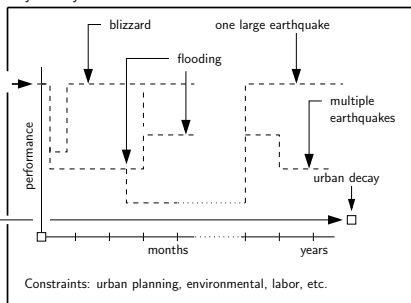 blizzard
one large earthquake
flooding
multiple
earthquakes
performance
urban decay
months
years
Constraints: urban planning, environmental, labor, etc.